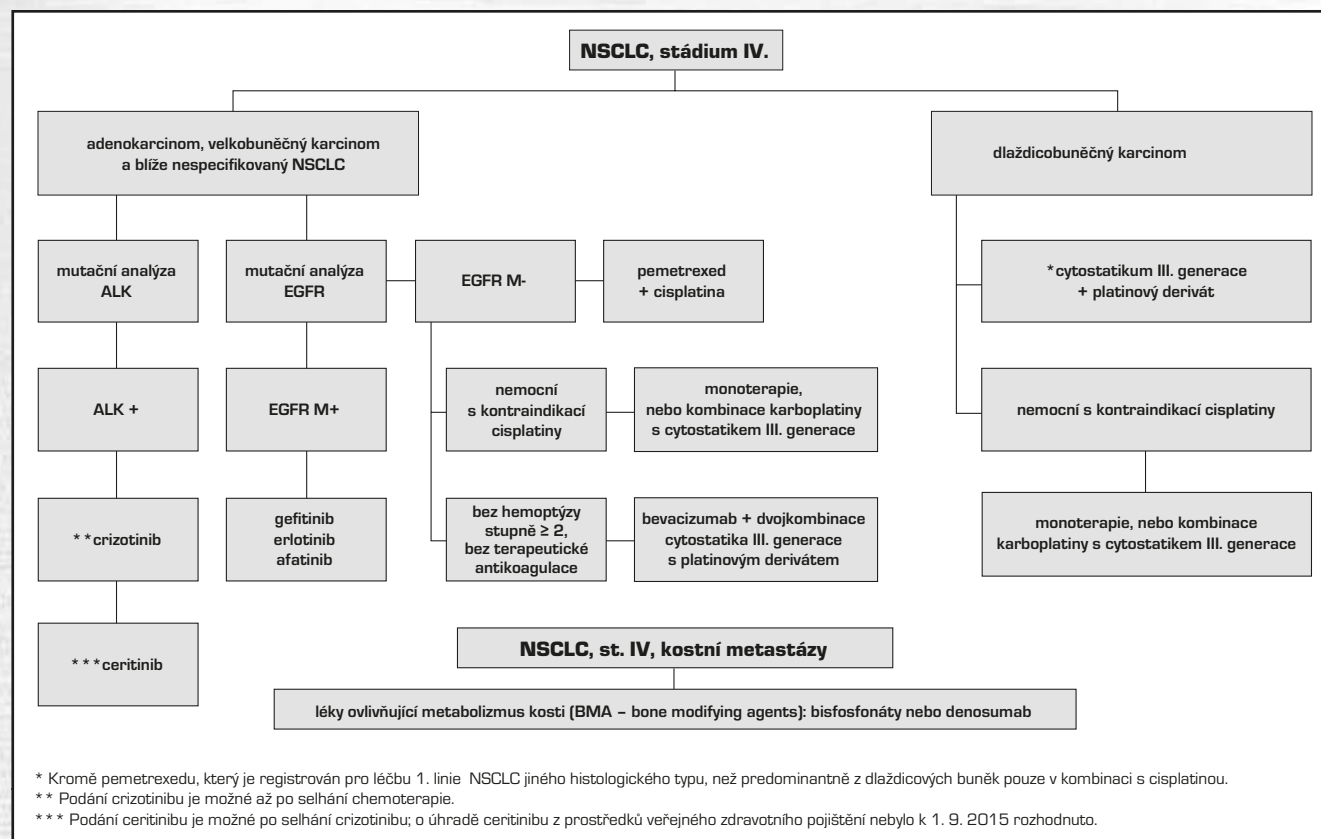 NSCLC, stádium IV.
adenokarcinom, velkobuněčný karcinom
a blíže nespecifikovaný NSCLC
dlaždicobuněčný karcinom
mutační analýza
ALK
mutační analýza
EGFR
EGFR M-
pemetrexed
+ cisplatina
*cytostatikum III. generace
+ platinový derivát
ALK +
EGFR M+
nemocní
s kontraindikací
cisplatiny
monoterapie,
nebo kombinace karboplatiny
s cytostatikem III. generace
nemocní s kontraindikací cisplatiny
**crizotinib
gefitinib
erlotinib
afatinib
bez hemoptýzy
stupně ≥ 2,
bez terapeutické
antikoagulace
bevacizumab + dvojkombinace
cytostatika III. generace
s platinovým derivátem
monoterapie, nebo kombinace
karboplatiny s cytostatikem III. generace
***ceritinib
NSCLC, st. IV, kostní metastázy
léky ovlivňující metabolizmus kosti (BMA – bone modifying agents): bisfosfonáty nebo denosumab
* Kromě pemetrexedu, který je registrován pro léčbu 1. linie NSCLC jiného histologického typu, než predominantně z dlaždicových buněk pouze v kombinaci s cisplatinou.
** Podání crizotinibu je možné až po selhání chemoterapie.
*** Podání ceritinibu je možné po selhání crizotinibu; o úhradě ceritinibu z prostředků veřejného zdravotního pojištění nebylo k 1. 9. 2015 rozhodnuto.